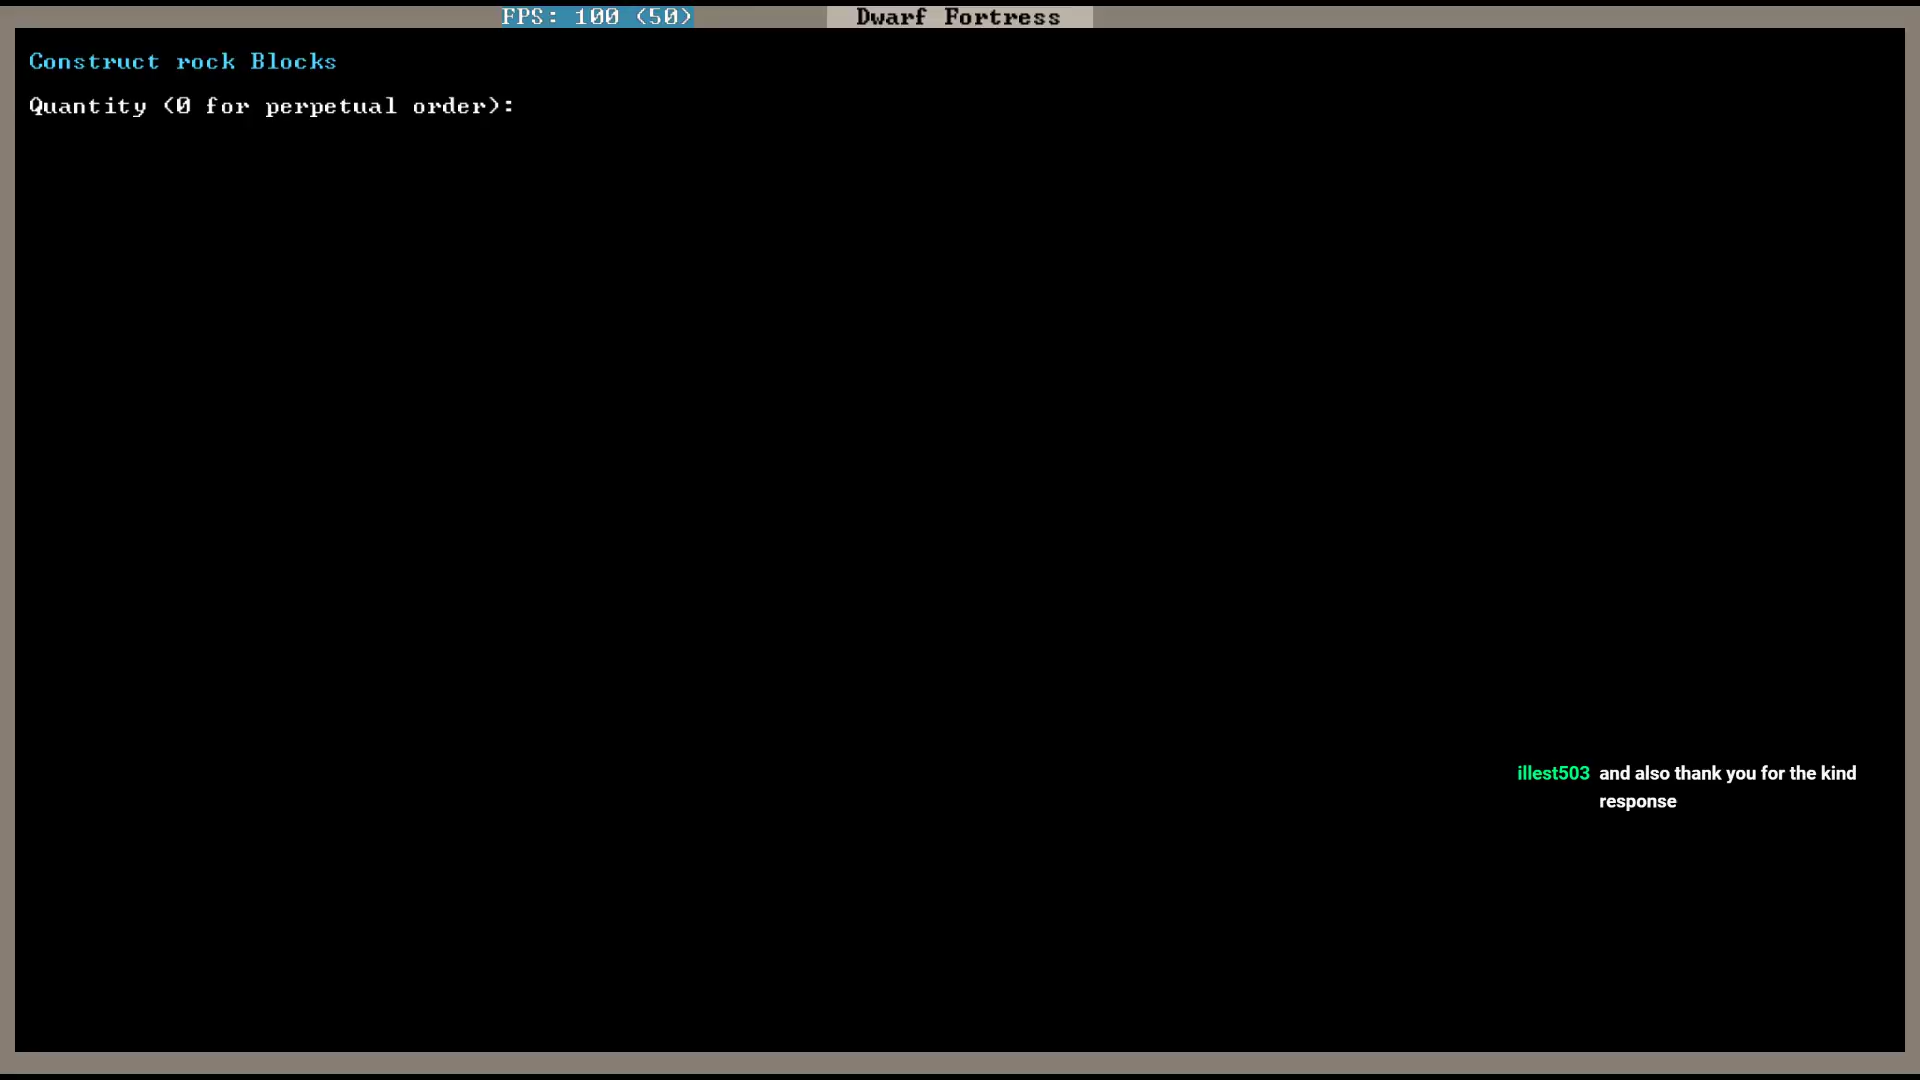 FPS: 100 (50)
Dwarf Fortress
Construct rock Blocks
Quantity (0 for perpetual order):
illest503 and also thank you for the kind
response